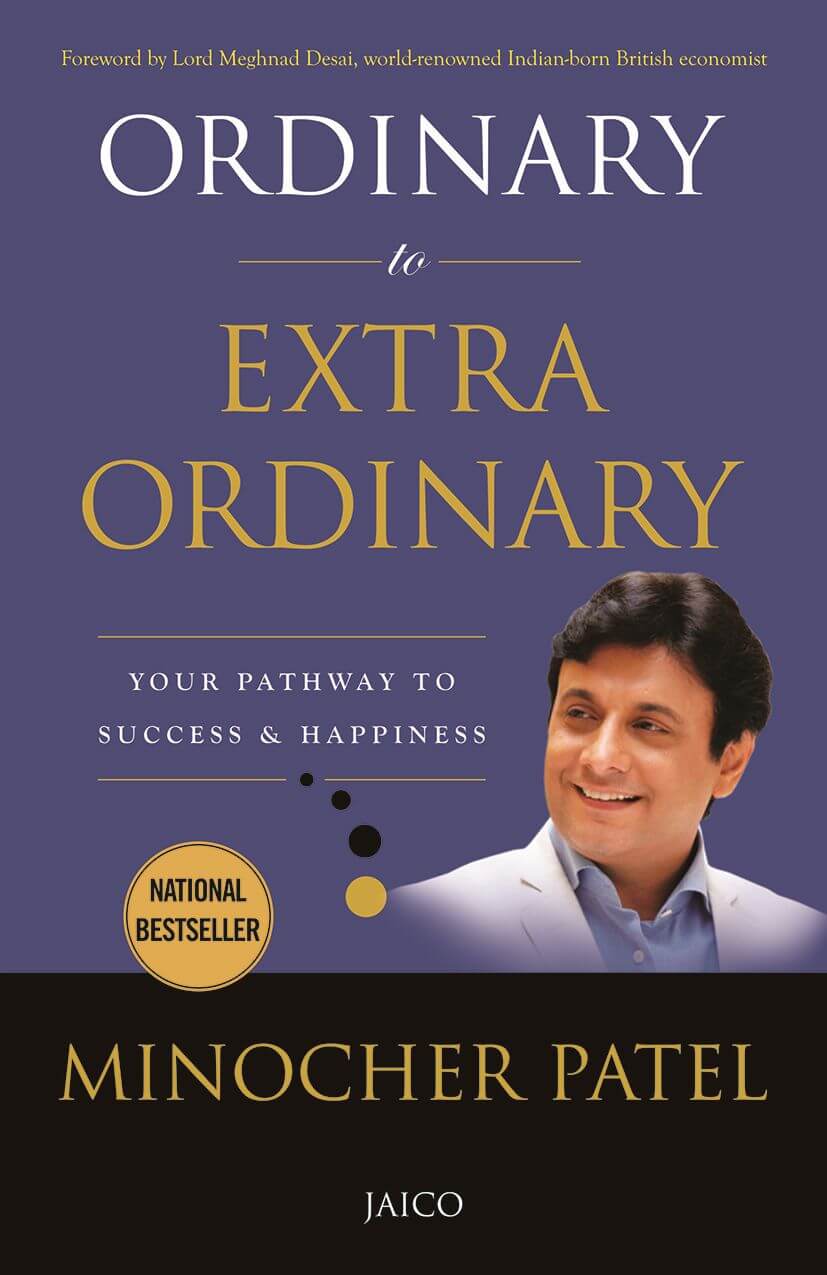 Foreword by Lord Meghnad Desai, world-renowned Indian-born British economist
ORDINARY
to
EXTRA
ORDINARY
YOUR PATHWAY TO
SUCCESS & HAPPINESS
NATIONAL
BESTSELLER
MINOCHER PATEL
JAICO